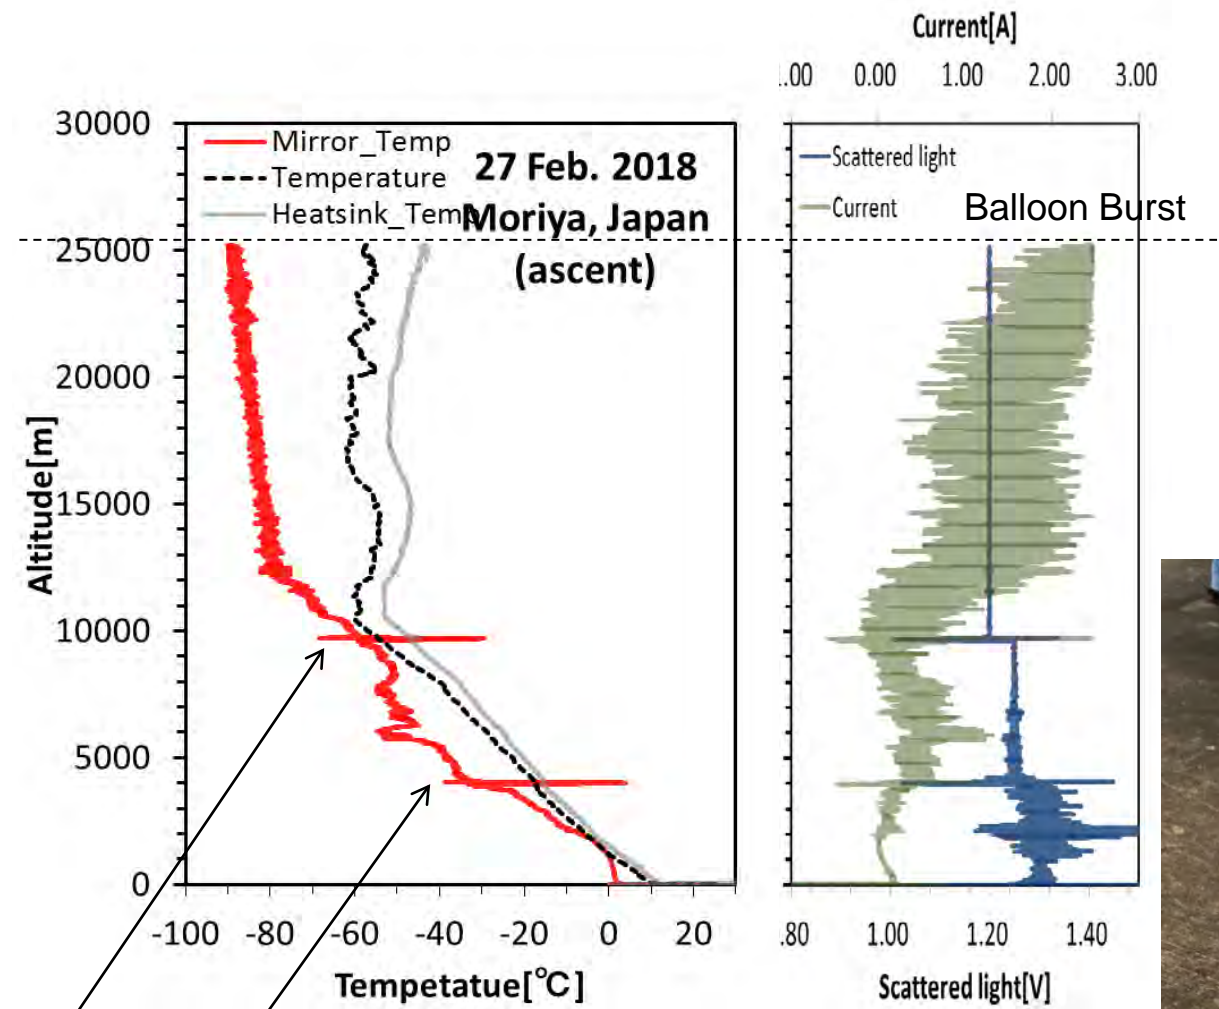 Current[A]
.00 0.00 1.00 2.00 3.00
30000
Mirror_Temp
Temperature
Heatsink_Temp
27 Feb. 2018
Moriya, Japan
(ascent)
Scattered light
Current
Balloon Burst
25000
20000
15000
10000
5000
0
Altitude[m]
-100 -80 -60 -40 -20 0 20
Tempetatue[°C]
.80 1.00 1.20 1.40
Scattered light[V]